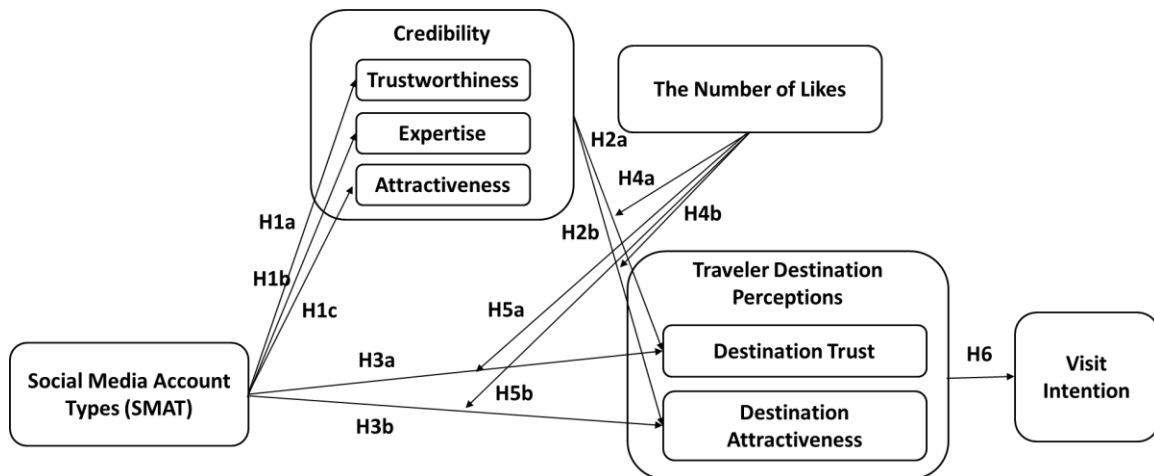 Credibility
Trustworthiness
Expertise
Attractiveness
The Number of Likes
H2a
H4a
H4b
H2b
H1a
H1b
H1c
H5a
H3a
H5b
H3b
Social Media Account
Types (SMAT)
Traveler Destination
Perceptions
Destination Trust
Destination
Attractiveness
H6
Visit
Intention